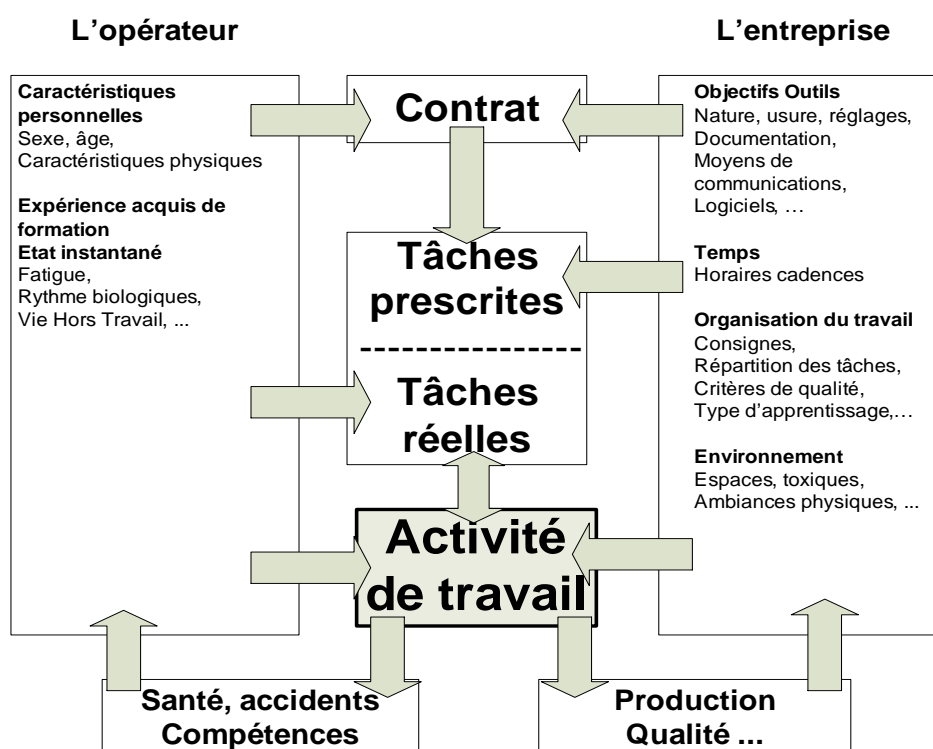 L'opérateur
L'entreprise
Caractéristiques
personnelles
Sexe, âge,
Caractéristiques physiques
Expérience acquis de
formation
Etat instantané
Fatigue,
Rythme biologiques,
Vie Hors Travail, ...
Contrat
Tâches
prescrites
Tâches
réelles
Activité
de travail
Objectifs Outils
Nature, usure, réglages,
Documentation,
Moyens de
communications,
Logiciels, …
Temps
Horaires cadences
Organisation du travail
Consignes,
Répartition des tâches,
Critères de qualité,
Type d'apprentissage,…
Environnement
Espaces, toxiques,
Ambiances physiques, ...
Santé, accidents
Compétences
Production
Qualité ...